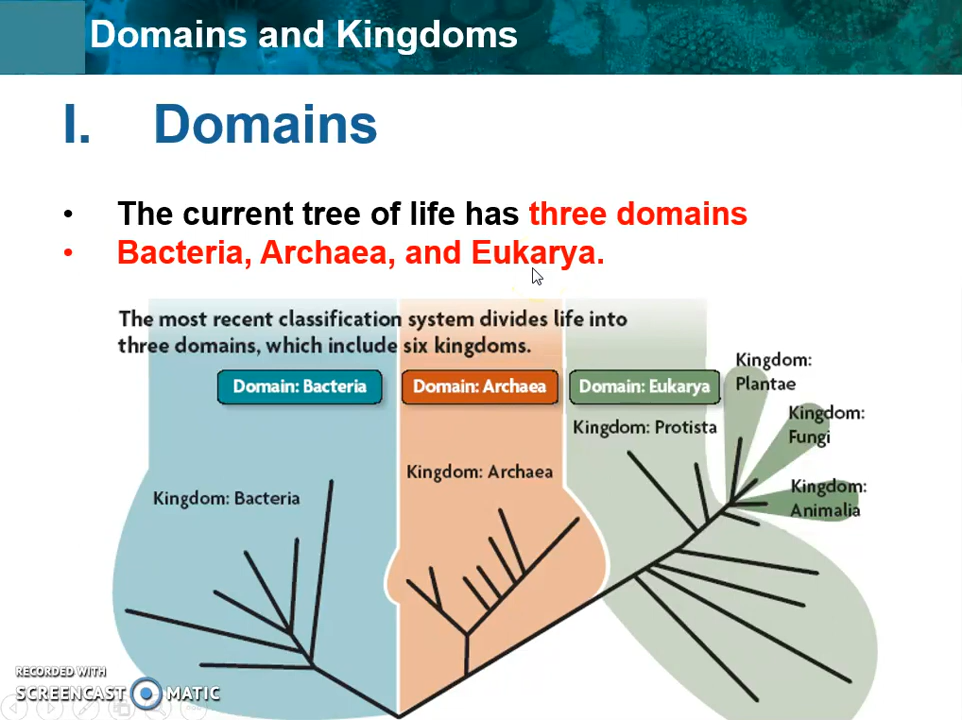 Domains and Kingdoms
I. Domains
• The current tree of life has three domains
• Bacteria, Archaea, and Eukarya.
The most recent classification system divides life into
three domains, which include six kingdoms.
Domain: Bacteria
Domain: Archaea
Domain: Eukarya
Kingdom:
Plantae
Kingdom:
Fungi
Kingdom: Protista
Kingdom: Archaea
Kingdom: Bacteria
Kingdom:
Animalia
RECORDED WITH
SCREENCAST MATIC